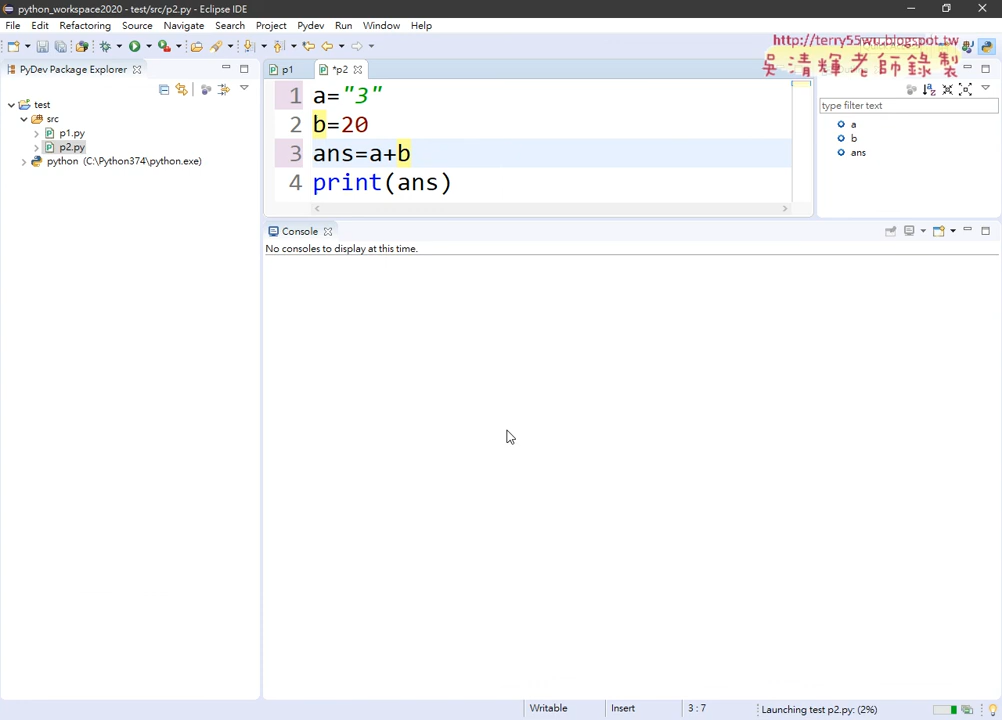 python_workspace2020 - test/src/p2.py - Eclipse IDE
File Edit Refactoring Source Navigate Search Project Pydev Run Window Help
http://terry55wu.blogspot.tw
吳清輝老師錄製
PyDev Package Explorer
p1
*p2
test
src
p1.py
p2.py
python (C:\Python374\python.exe)
1 a="3"
2 b=20
3 ans=a+b
4 print(ans)
type filter text
a
b
ans
Console
No consoles to display at this time.
Writable
Insert
3 : 7
Launching test p2.py: (2%)